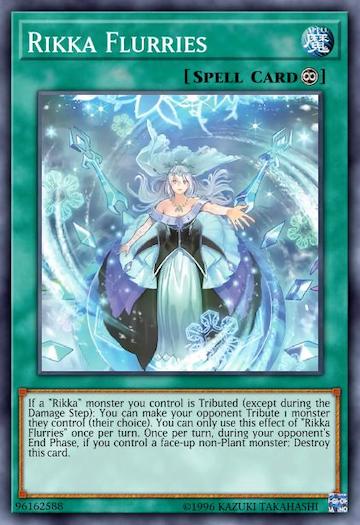 RIKKA FLURRIES
魔
[SPELL CARD]
If a "Rikka" monster you control is Tributed (except during the
Damage Step): You can make your opponent Tribute 1 monster
they control (their choice). You can only use this effect of "Rikka
Flurries" once per turn. Once per turn, during your opponent's
End Phase, if you control a face-up non-Plant monster: Destroy
this card.
96162588
©1996 KAZUKI TAKAHASHI